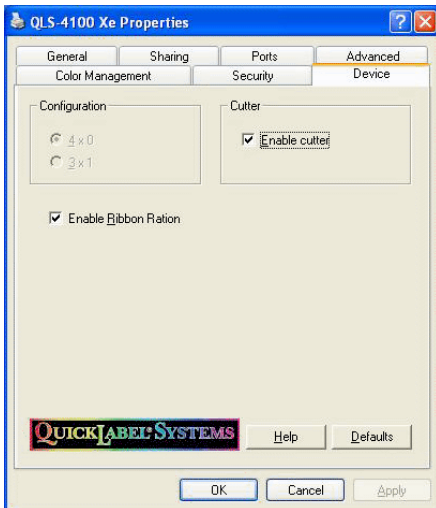 QLS-4100 Xe Properties
General Sharing Ports Advanced
Color Management Security Device
Configuration Cutter
4 x 0 Enable cutter
3 x 1
Enable Ribbon Ration
QUICKLABEL® SYSTEMS Help Defaults
OK Cancel Apply